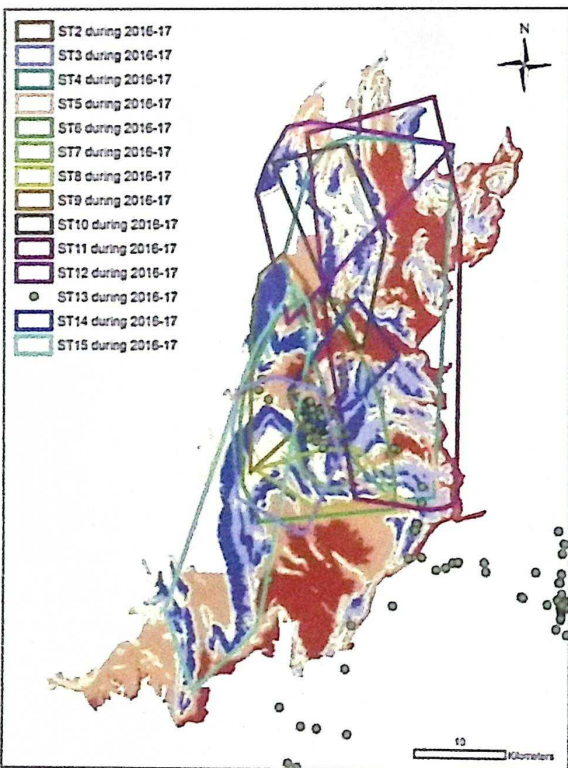 ST2 during 2016-17
ST3 during 2016-17
ST4 during 2016-17
ST5 during 2016-17
ST6 during 2016-17
ST7 during 2016-17
ST8 during 2016-17
ST9 during 2016-17
ST10 during 2016-17
ST11 during 2016-17
ST12 during 2016-17
ST13 during 2016-17
ST14 during 2016-17
ST15 during 2016-17
N
10
Kilometers